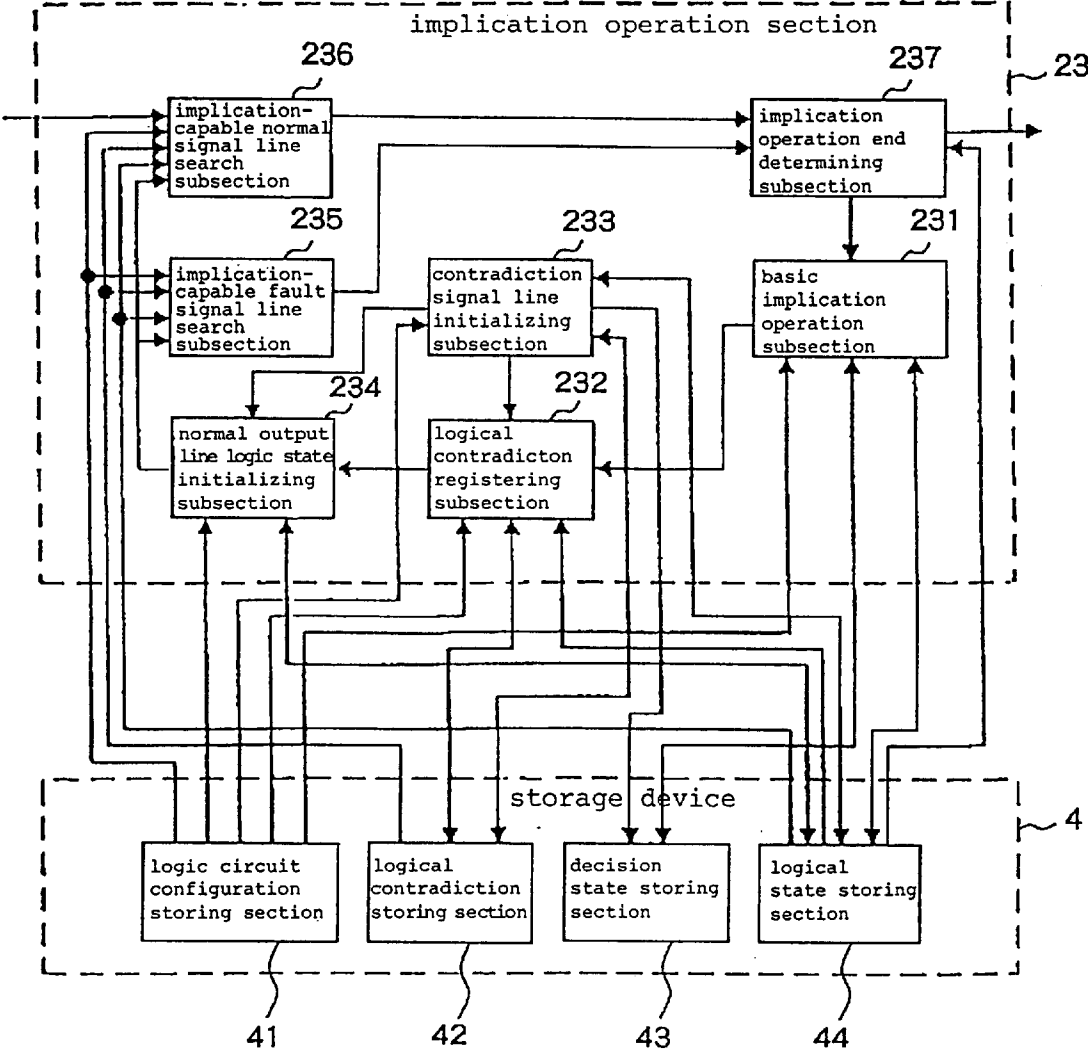 implication operation section
236
237
23
implication-
capable normal
signal line
search
subsection
implication
operation end
determining
subsection
235
233
231
implication-
capable fault
signal line
search
subsection
contradiction
signal line
initializing
subsection
basic
implication
operation
subsection
234
232
normal output
line logic state
initializing
subsection
logical
contradicton
registering
subsection
storage device
4
logic circuit
configuration
storing section
logical
contradiction
storing section
decision
state storing
section
logical
state storing
section
41
42
43
44